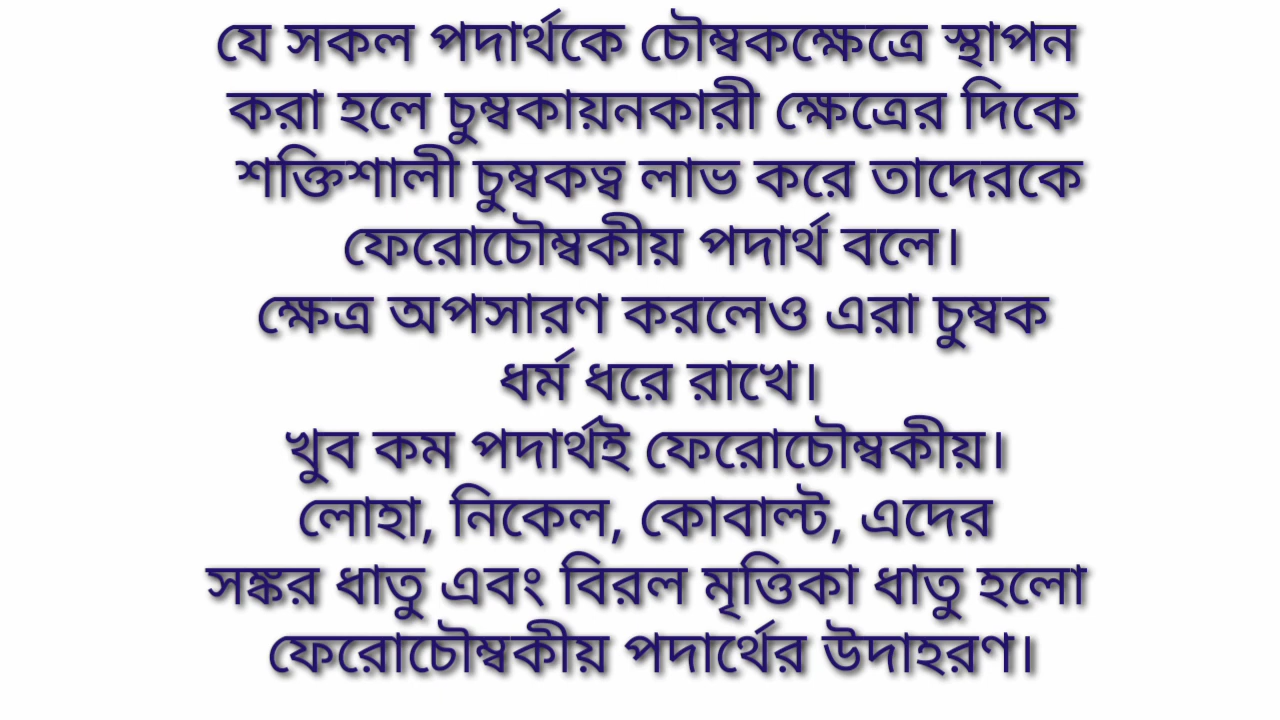 যে সকল পদার্থকে চৌম্বকক্ষেত্রে স্থাপন
করা হলে চুম্বকায়নকারী ক্ষেত্রের দিকে
শক্তিশালী চুম্বকত্ব লাভ করে তাদেরকে
ফেরোচৌম্বকীয় পদার্থ বলে।
ক্ষেত্র অপসারণ করলেও এরা চুম্বক
ধর্ম ধরে রাখে।
খুব কম পদার্থই ফেরোচৌম্বকীয়।
লোহা, নিকেল, কোবাল্ট, এদের
সঙ্কর ধাতু এবং বিরল মৃত্তিকা ধাতু হলো
ফেরোচৌম্বকীয় পদার্থের উদাহরণ।